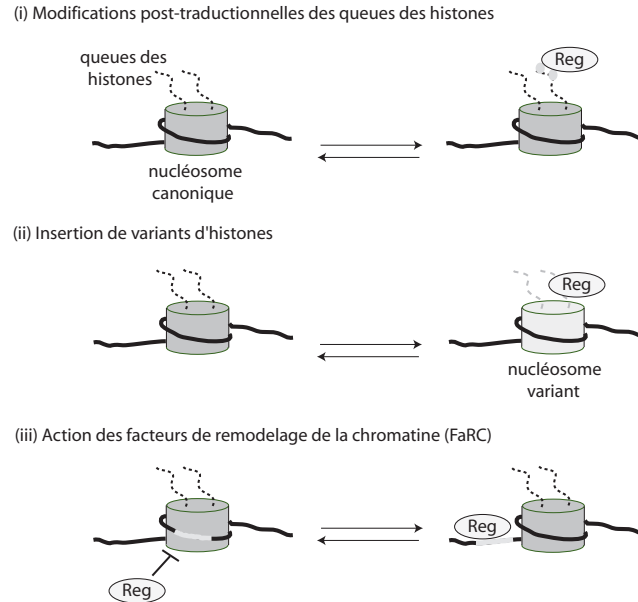 (i) Modifications post-traductionnelles des queues des histones
queues des
histones
Reg
nucléosome
canonique
(ii) Insertion de variants d'histones
Reg
nucléosome
variant
(iii) Action des facteurs de remodelage de la chromatine (FaRC)
Reg
Reg